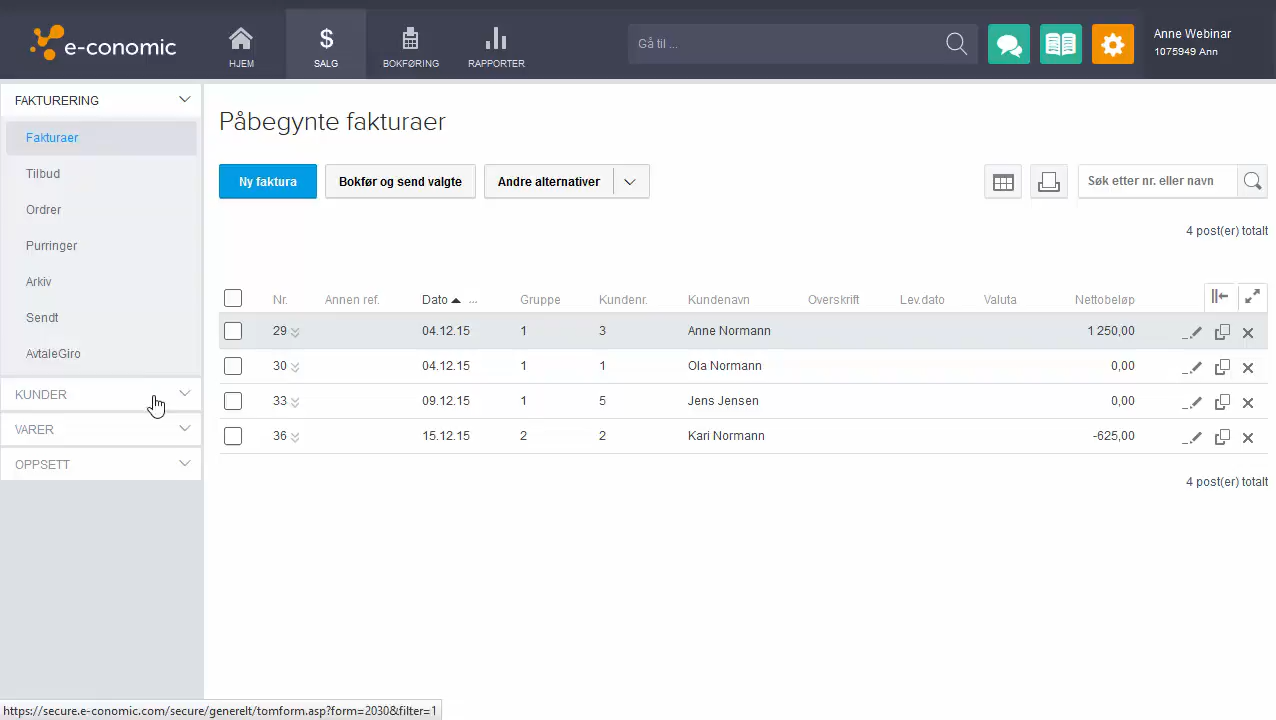 e-conomic
HJEM
SALG
BOKFØRING
RAPPORTER
Gå til ...
Anne Webinar
1075949 Ann
FAKTURERING
Fakturaer
Tilbud
Ordrer
Purringer
Arkiv
Sendt
AvtaleGiro
KUNDER
VARER
OPPSETT
Påbegynte fakturaer
Ny faktura
Bokfør og send valgte
Andre alternativer
Søk etter nr. eller navn
4 post(er) totalt
Nr. Annen ref. Dato ... Gruppe Kundenr. Kundenavn Overskrift Lev.dato Valuta Nettobeløp
29 04.12.15 1 3 Anne Normann 1 250,00
30 04.12.15 1 1 Ola Normann 0,00
33 09.12.15 1 5 Jens Jensen 0,00
36 15.12.15 2 2 Kari Normann -625,00
4 post(er) totalt
https://secure.e-conomic.com/secure/generelt/tomform.asp?form=2030&filter=1